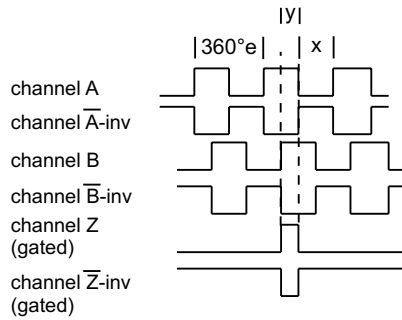 |y|
360°e
x
channel A
channel A̅-inv
channel B
channel B̅-inv
channel Z
(gated)
channel Z̅-inv
(gated)